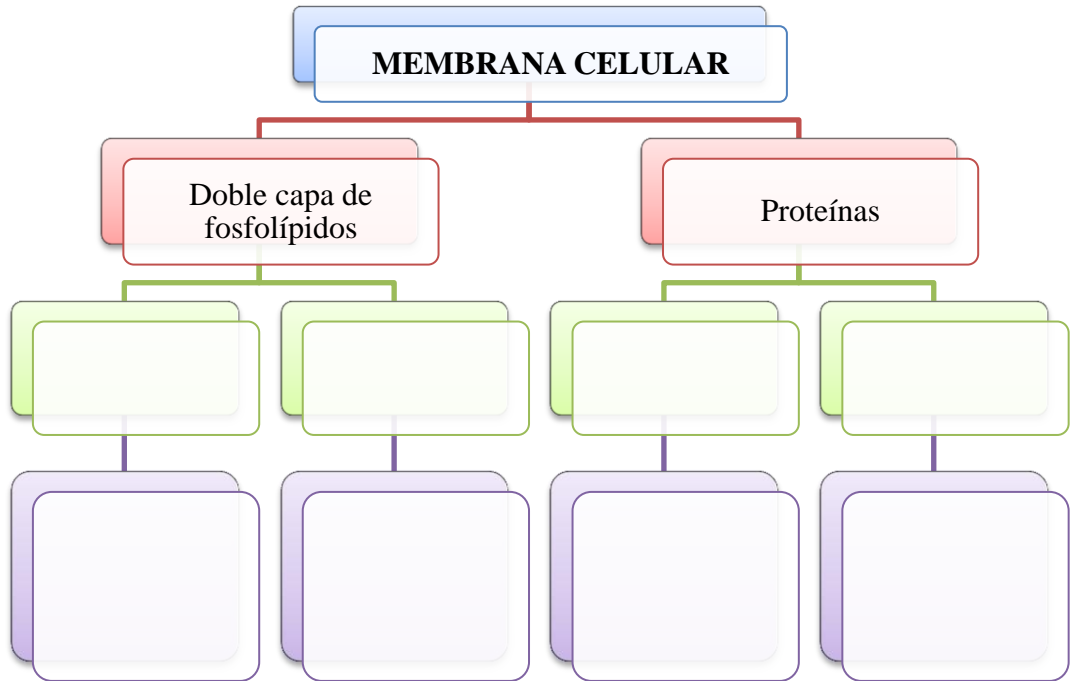 MEMBRANA CELULAR
Doble capa de
fosfolípidos
Proteínas